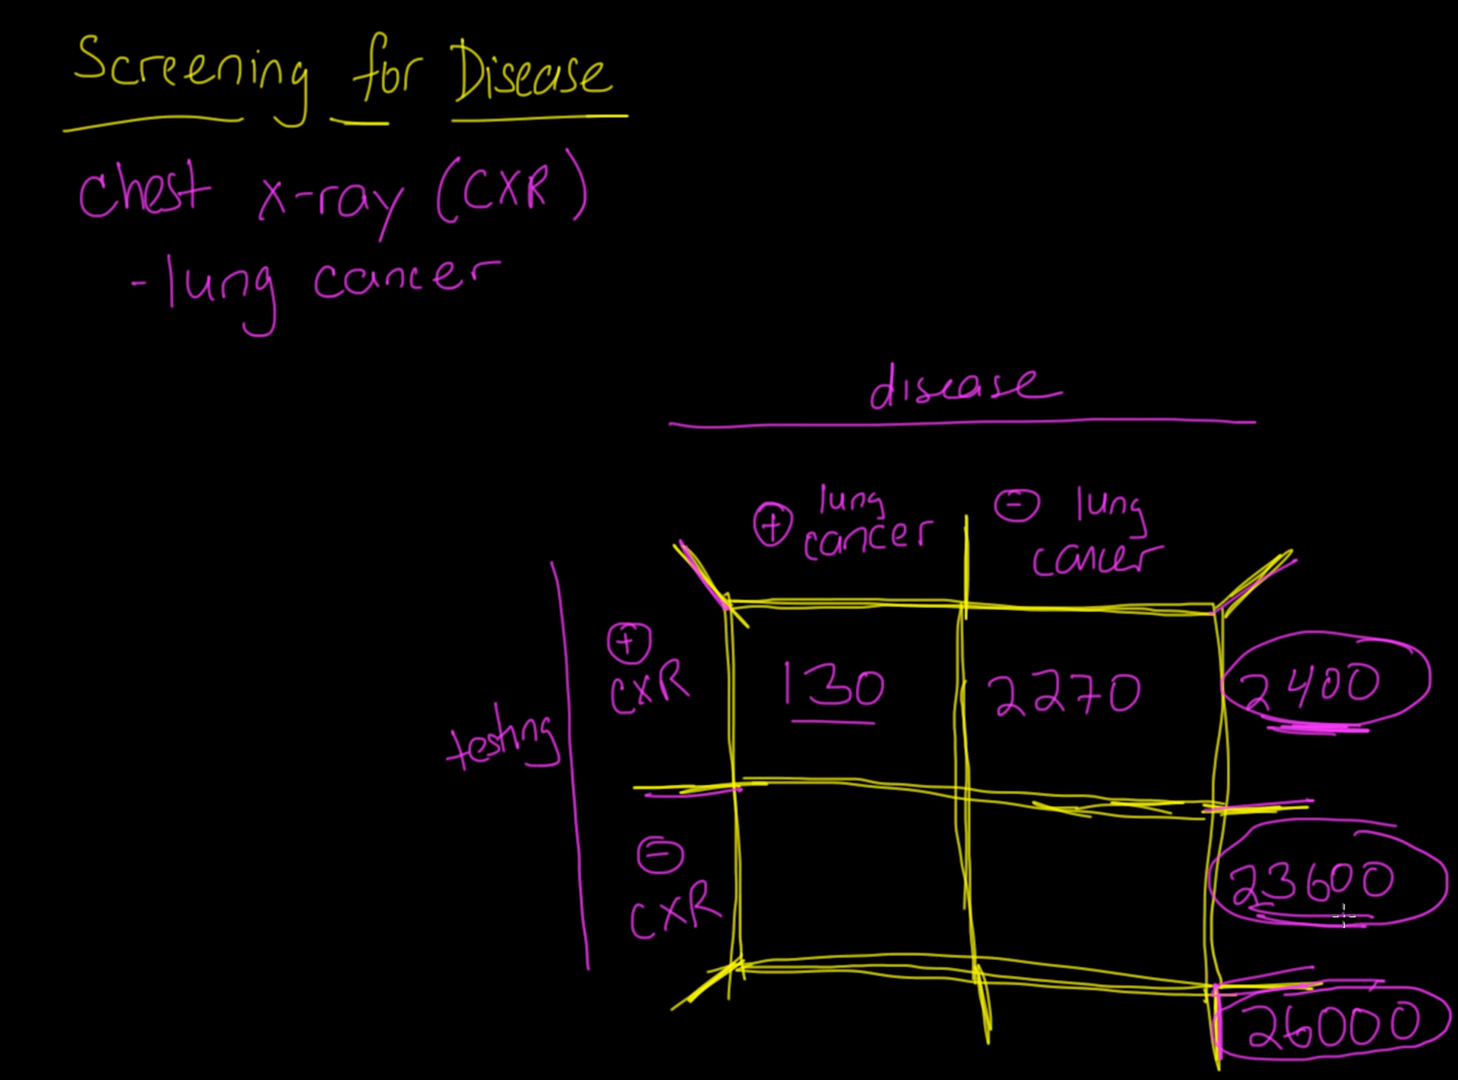 Screening for Disease
Chest x-ray (CXR)
- lung cancer
disease
+ lung cancer
- lung cancer
testing
+ CXR
130
2270
2400
- CXR
23600
26000